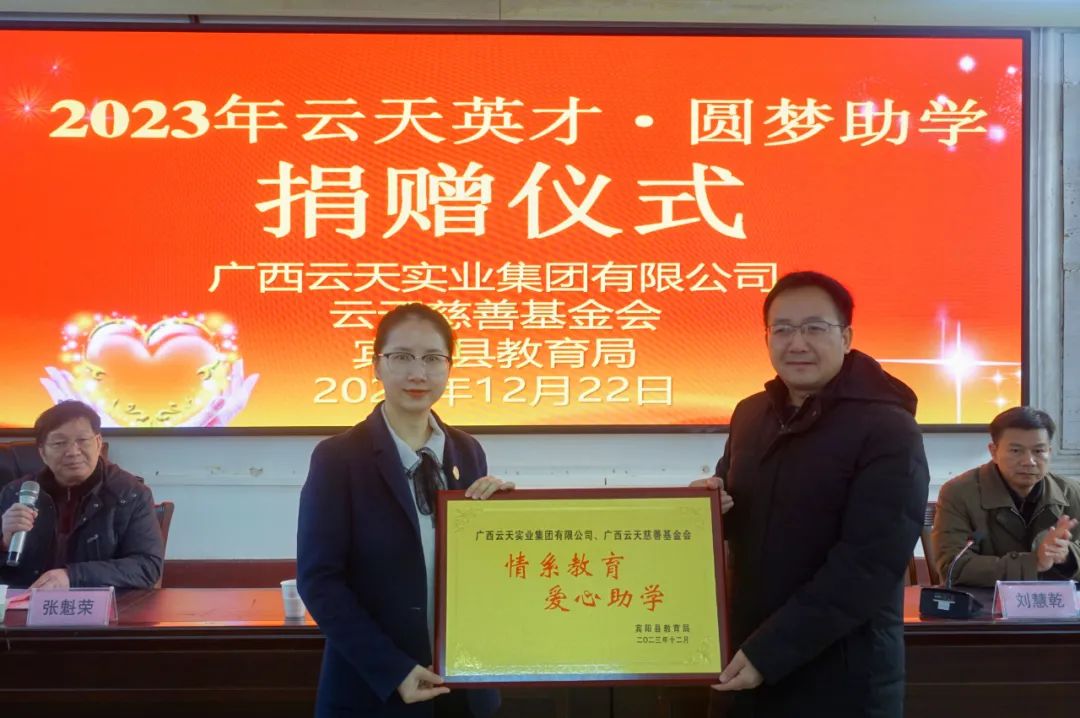 2023年云天英才·圆梦助学
捐赠仪式
广西云天实业集团有限公司
云天慈善基金会
宾 县教育局
202 年12月22日
广西云天实业集团有限公司、广西云天慈善基金会
情系教育
爱心助学
宾阳县教育局
二〇二三年十二月
张魁荣
刘慧乾